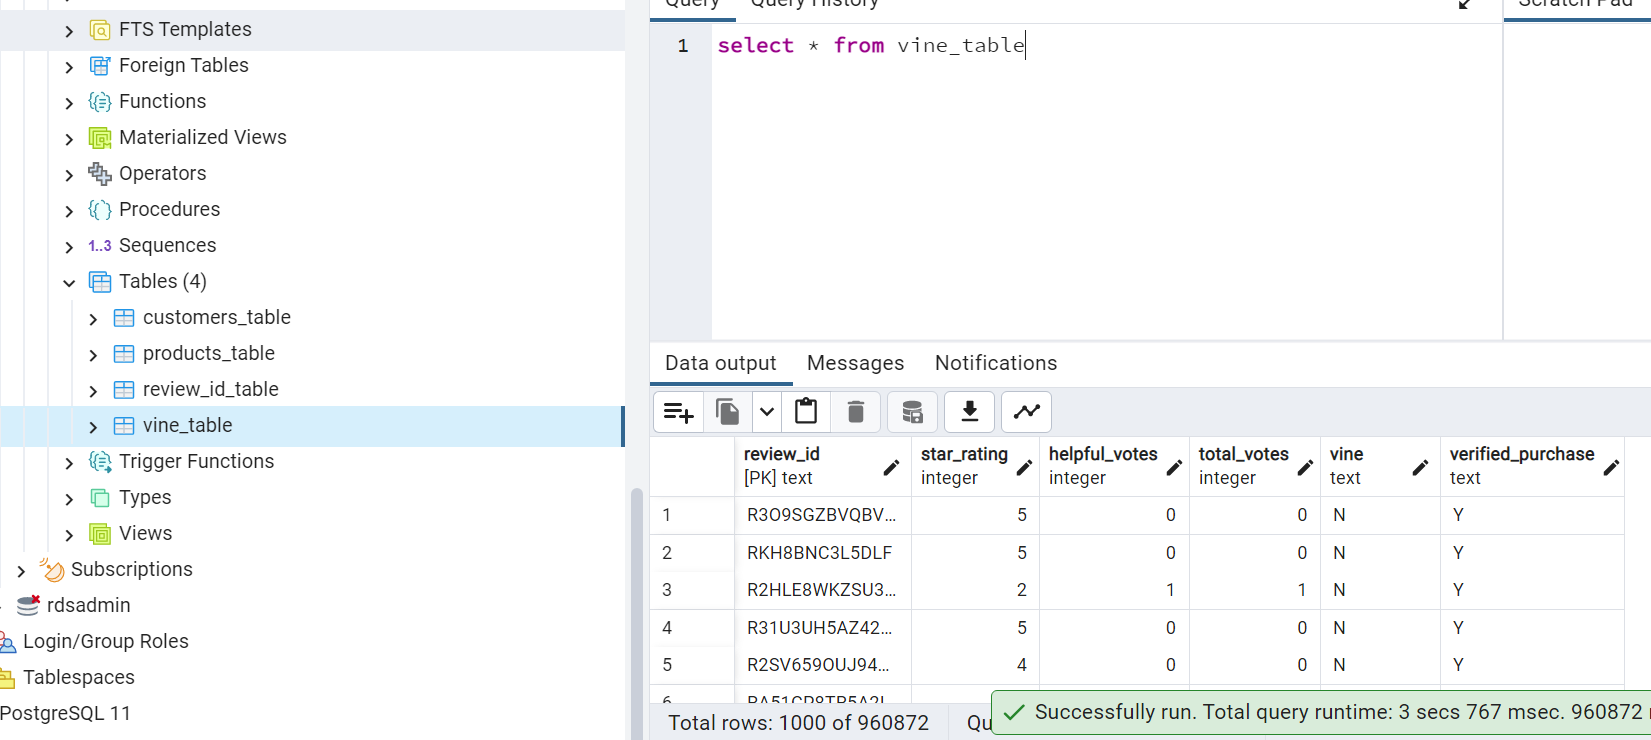 FTS Templates
Foreign Tables
Functions
Materialized Views
Operators
Procedures
1..3 Sequences
Tables (4)
customers_table
products_table
review_id_table
vine_table
Trigger Functions
Types
Views
Subscriptions
rdsadmin
Login/Group Roles
Tablespaces
PostgreSQL 11
Query Query History
Scratch Pad
1 select * from vine_table
Data output Messages Notifications
review_id star_rating helpful_votes total_votes vine verified_purchase
[PK] text integer integer integer text text
1 R3O9SGZBVQBV... 5 0 0 N Y
2 RKH8BNC3L5DLF 5 0 0 N Y
3 R2HLE8WKZSU3... 2 1 1 N Y
4 R31U3UH5AZ42... 5 0 0 N Y
5 R2SV659OUJ94... 4 0 0 N Y
6
Total rows: 1000 of 960872 Qu
Successfully run. Total query runtime: 3 secs 767 msec. 960872